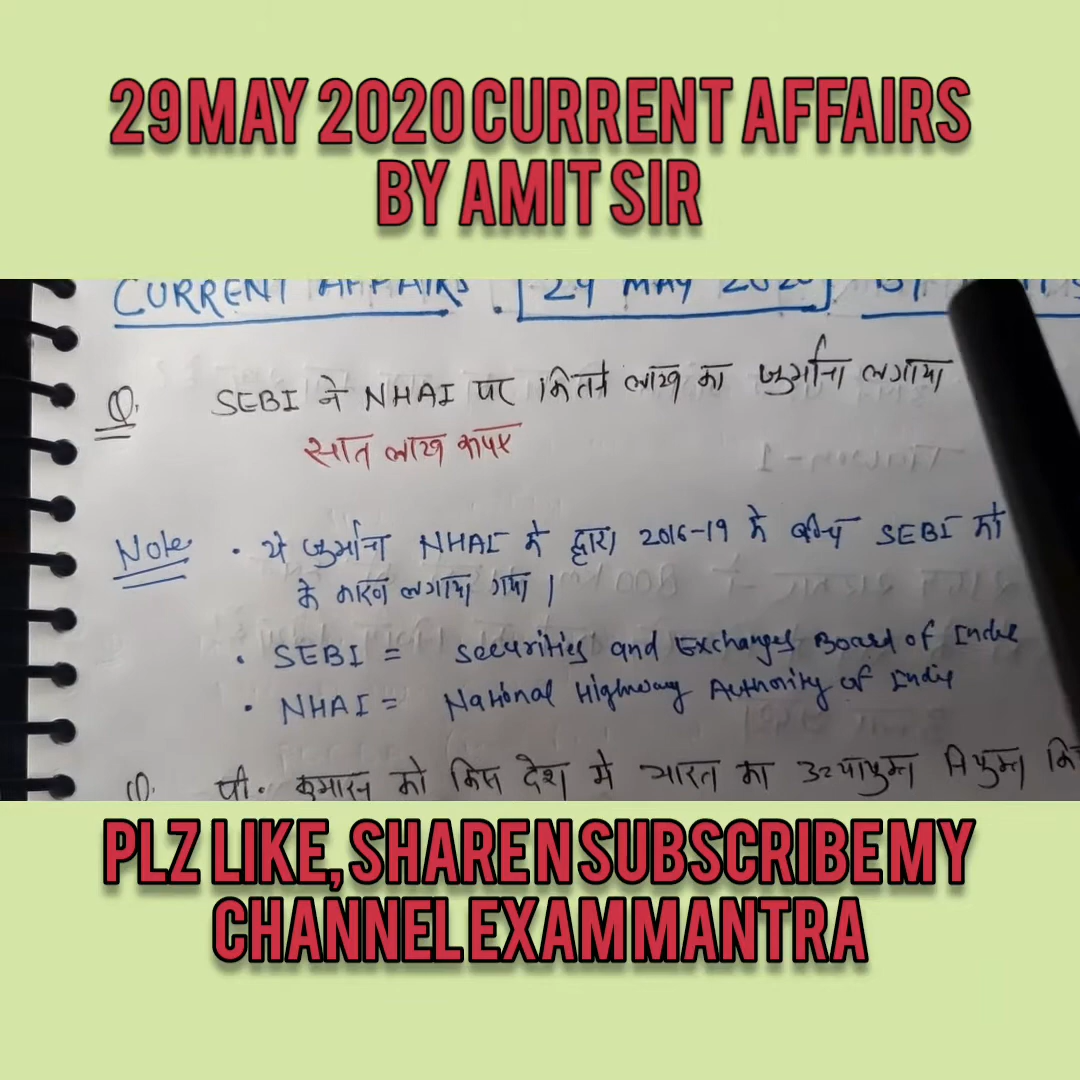 29 MAY 2020 CURRENT AFFAIRS
BY AMIT SIR
CURRENT AFFAIRS. [29 MAY 2020] BY
Q. SEBI ने NHAI पर कितने लाख का जुर्माना लगाया
सात लाख रूपए
Note • ये जुर्माना NHAI के द्वारा 2016-19 के बीच SEBI को
के कारन लगाया गया।
• SEBI = Securities and Exchanges Board of India
• NHAI = National Highway Authority of India
Q. पी. कुमारन को किस देश मे भारत का उच्चायुक्त नियुक्त कि
PLZ LIKE, SHARE N SUBSCRIBE MY
CHANNEL EXAM MANTRA